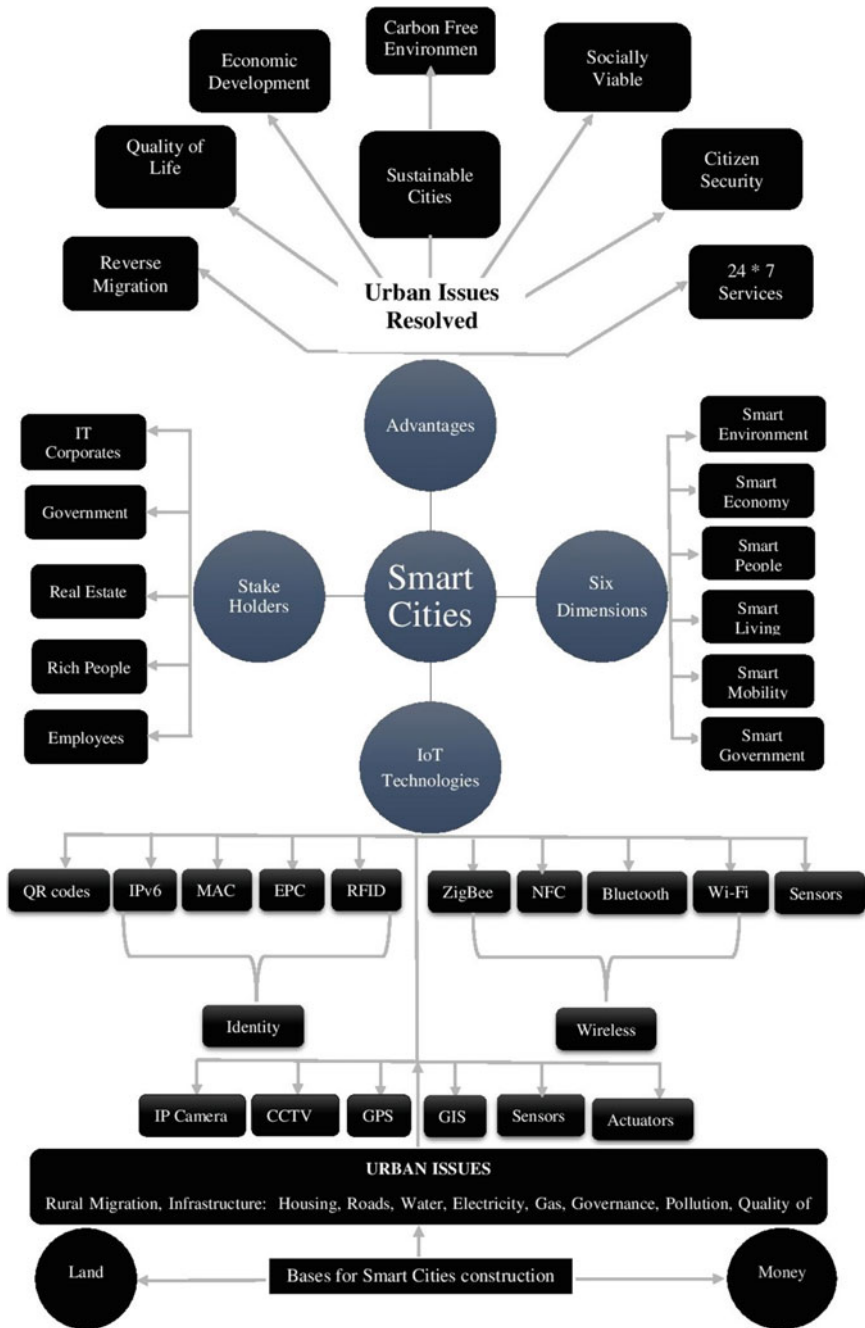 Carbon Free
Environmen
Economic
Development
Socially
Viable
Quality of
Life
Sustainable
Cities
Citizen
Security
Reverse
Migration
Urban Issues
Resolved
24 * 7
Services
Advantages
IT
Corporates
Government
Real Estate
Rich People
Employees
Stake
Holders
Smart
Cities
Six
Dimensions
Smart
Environment
Smart
Economy
Smart
People
Smart
Living
Smart
Mobility
Smart
Government
IoT
Technologies
QR codes
IPv6
MAC
EPC
RFID
ZigBee
NFC
Bluetooth
Wi-Fi
Sensors
Identity
Wireless
IP Camera
CCTV
GPS
GIS
Sensors
Actuators
URBAN ISSUES
Rural Migration, Infrastructure: Housing, Roads, Water, Electricity, Gas, Governance, Pollution, Quality of
Land
Bases for Smart Cities construction
Money